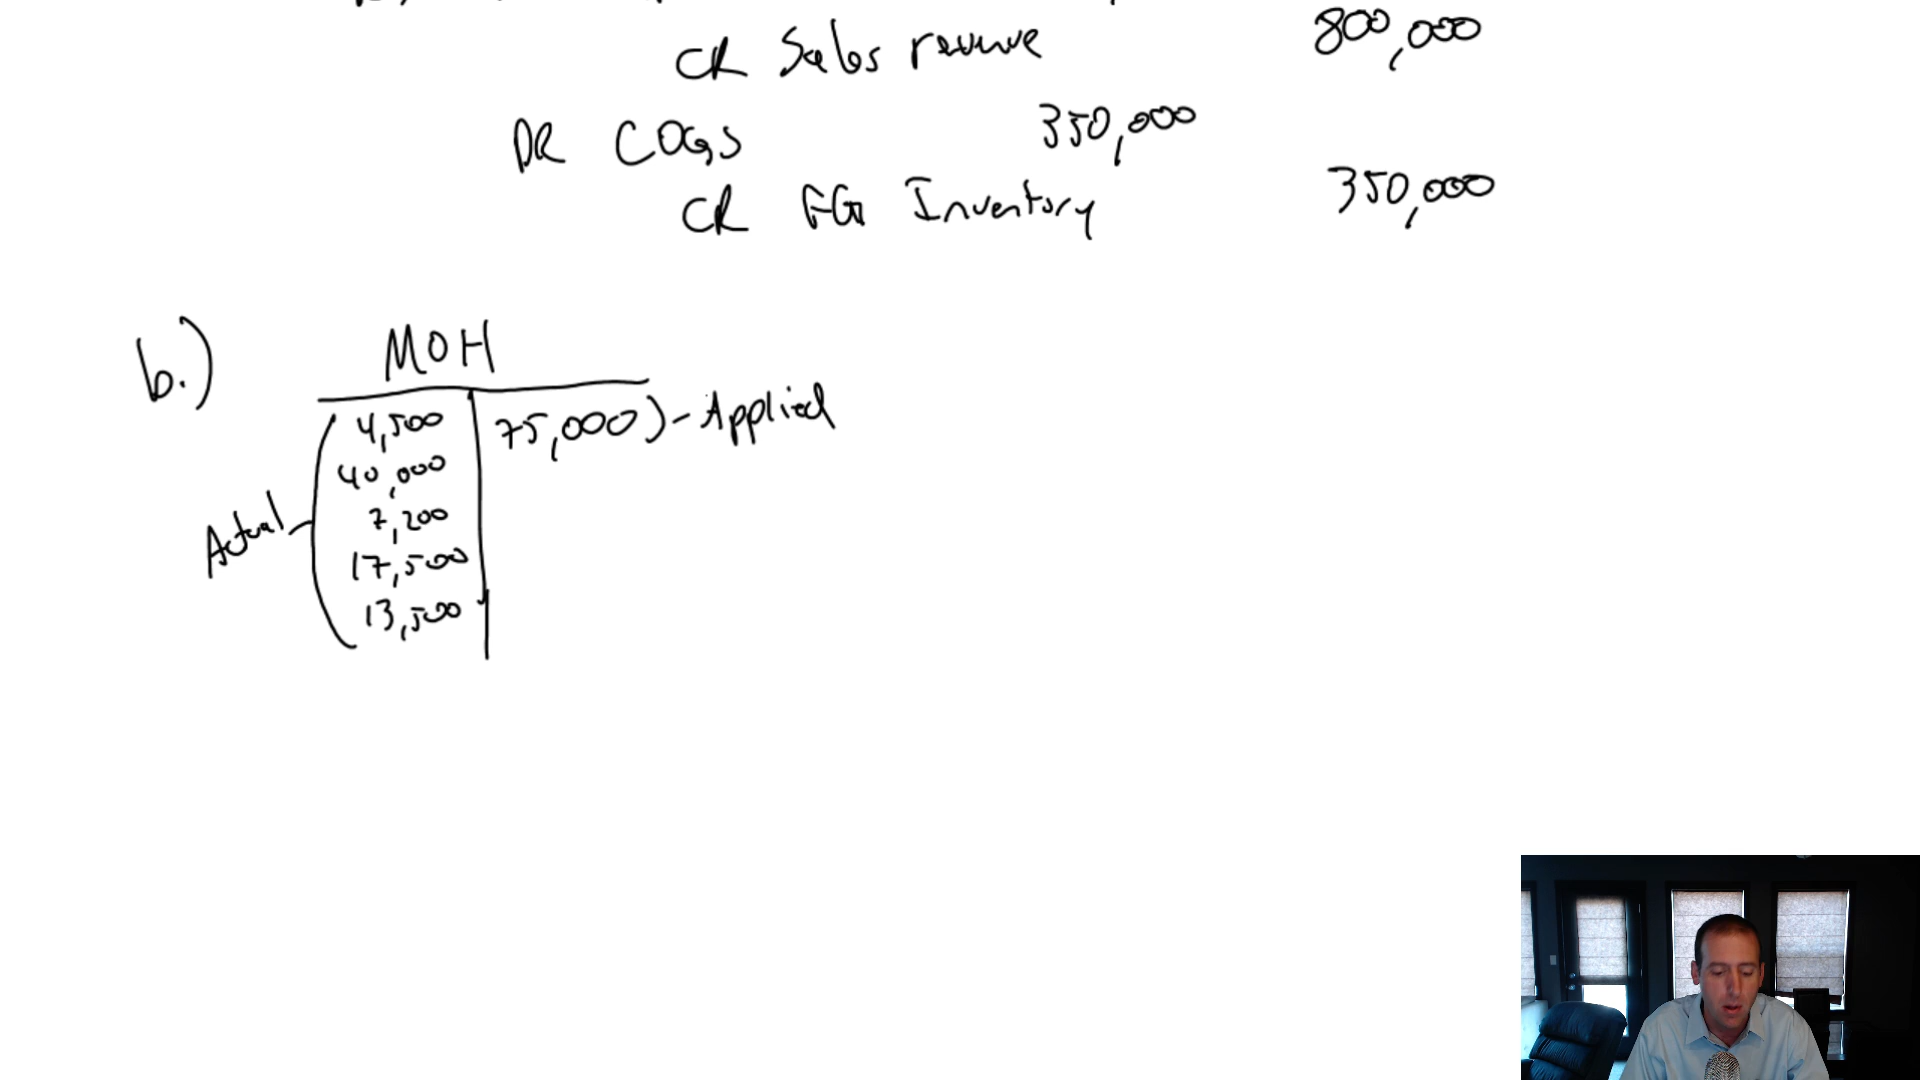 CR Sales revenue 800,000
DR COGS 350,000
CR FG Inventory 350,000
b.) MOH
4,500 75,000) - Applied
40,000
Actual - 7,200
17,500
13,500